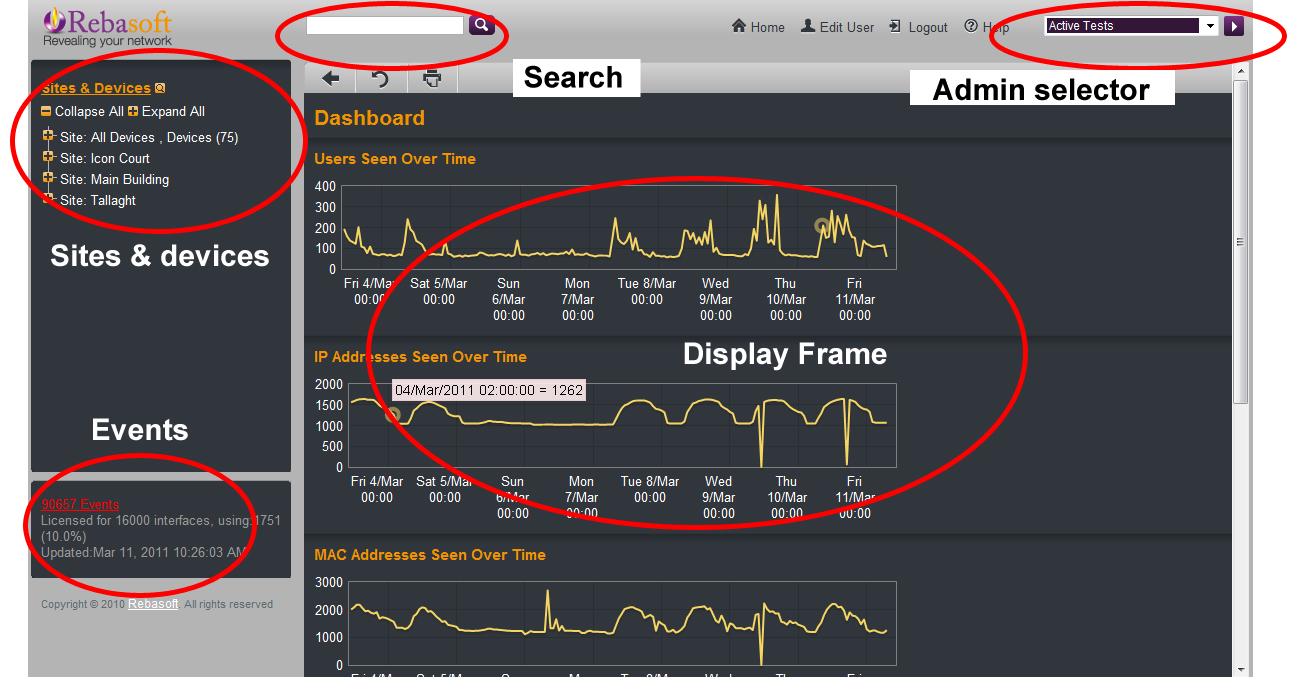 Rebasoft
Revealing your network
Home Edit User Logout Help
Active Tests
Search
Admin selector
Sites & Devices
Collapse All Expand All
Site: All Devices , Devices (75)
Site: Icon Court
Site: Main Building
Site: Tallaght
Sites & devices
Events
90657 Events
Licensed for 16000 interfaces, using:1751
(10.0%)
Updated:Mar 11, 2011 10:26:03 AM
Copyright © 2010 Rebasoft All rights reserved
Dashboard
Users Seen Over Time
400
300
200
100
0
Fri 4/Mar Sat 5/Mar Sun Mon Tue 8/Mar Wed Thu Fri
00:00 00:00 6/Mar 7/Mar 00:00 9/Mar 10/Mar 11/Mar
00:00 00:00 00:00 00:00 00:00
Display Frame
IP Addresses Seen Over Time
2000
04/Mar/2011 02:00:00 = 1262
1500
1000
500
0
Fri 4/Mar Sat 5/Mar Sun Mon Tue 8/Mar Wed Thu Fri
00:00 00:00 6/Mar 7/Mar 00:00 9/Mar 10/Mar 11/Mar
00:00 00:00 00:00 00:00 00:00
MAC Addresses Seen Over Time
3000
2000
1000
0